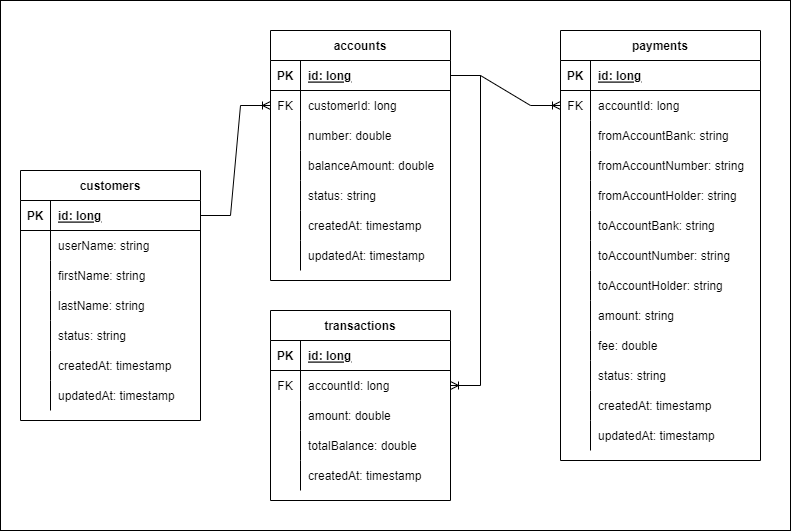 accounts
PK id: long
FK customerId: long
number: double
balanceAmount: double
status: string
createdAt: timestamp
updatedAt: timestamp
payments
PK id: long
FK accountId: long
fromAccountBank: string
fromAccountNumber: string
fromAccountHolder: string
toAccountBank: string
toAccountNumber: string
toAccountHolder: string
amount: string
fee: double
status: string
createdAt: timestamp
updatedAt: timestamp
customers
PK id: long
userName: string
firstName: string
lastName: string
status: string
createdAt: timestamp
updatedAt: timestamp
transactions
PK id: long
FK accountId: long
amount: double
totalBalance: double
createdAt: timestamp